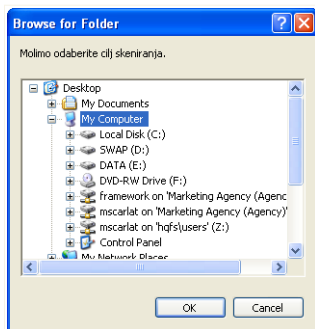 Browse for Folder
Molimo odaberite cilj skeniranja.
Desktop
My Documents
My Computer
Local Disk (C:)
SWAP (D:)
DATA (E:)
DVD-RW Drive (F:)
framework on 'Marketing Agency (Agenc
mscarlat on 'Marketing Agency (Agency)'
mscarlat on 'hqfs\users' (Z:)
Control Panel
My Network Places
OK
Cancel